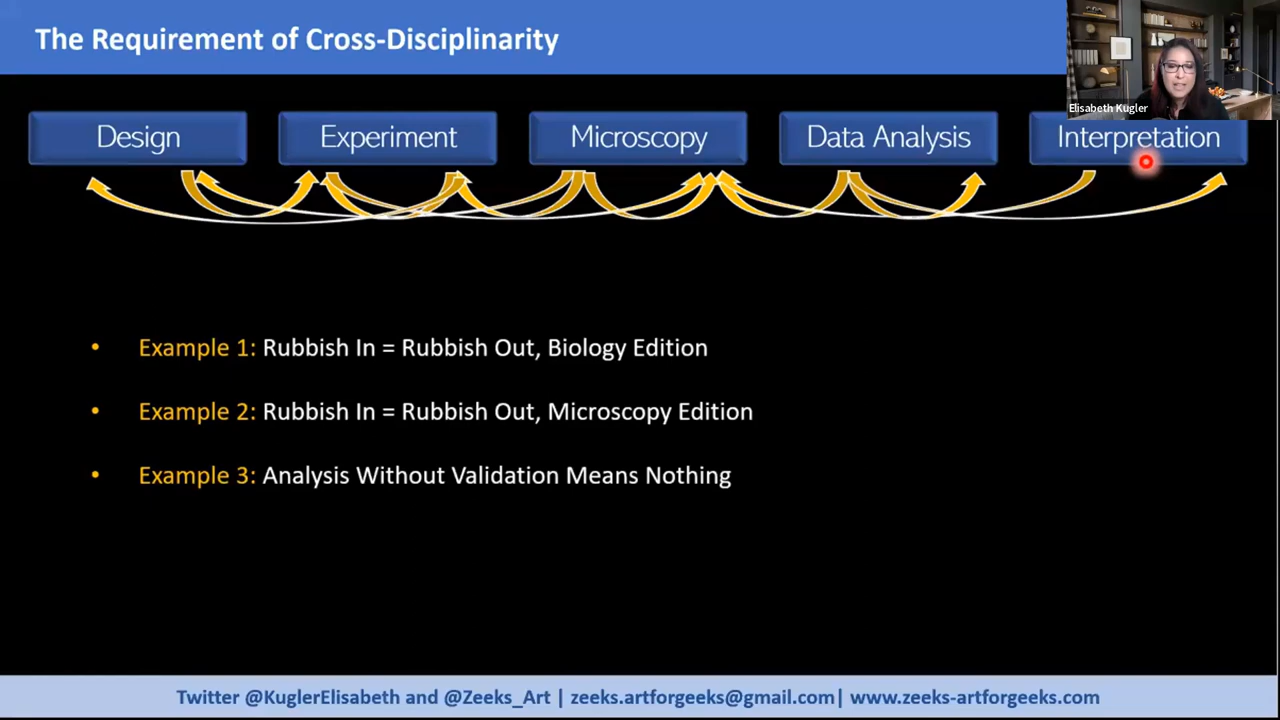 The Requirement of Cross-Disciplinarity
Elisabeth Kugler
Design
Experiment
Microscopy
Data Analysis
Interpretation
• Example 1: Rubbish In = Rubbish Out, Biology Edition
• Example 2: Rubbish In = Rubbish Out, Microscopy Edition
• Example 3: Analysis Without Validation Means Nothing
Twitter @KuglerElisabeth and @Zeeks_Art | zeeks.artforgeeks@gmail.com| www.zeeks-artforgeeks.com